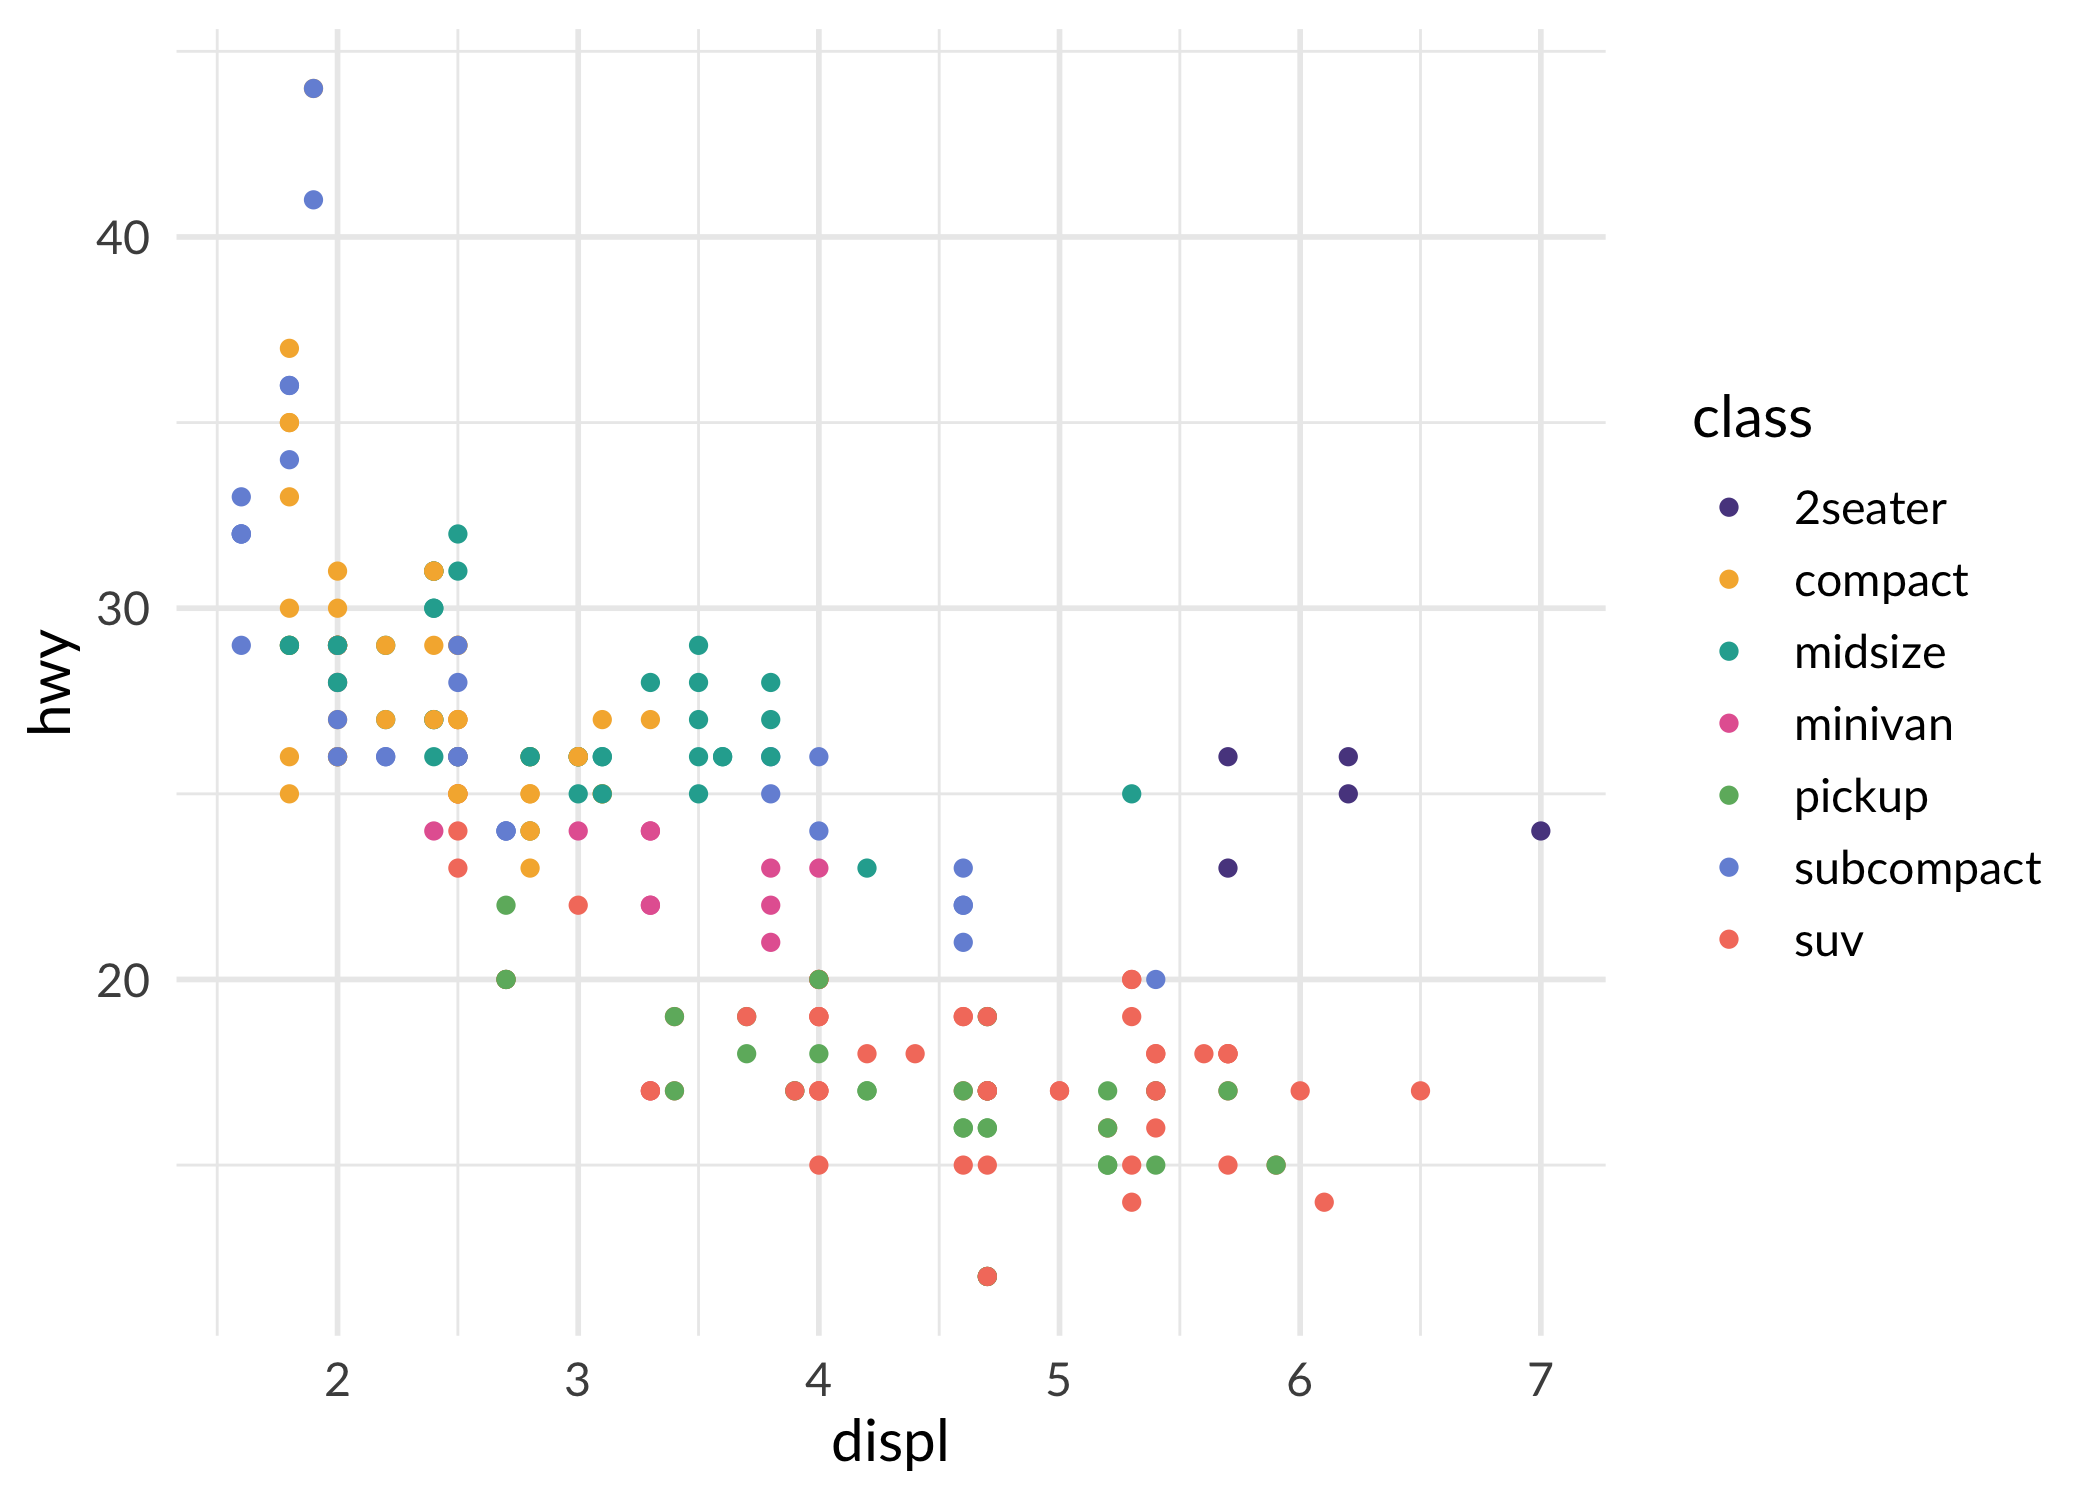 40
30
20
hwy
2 3 4 5 6 7
displ
class
2seater
compact
midsize
minivan
pickup
subcompact
suv